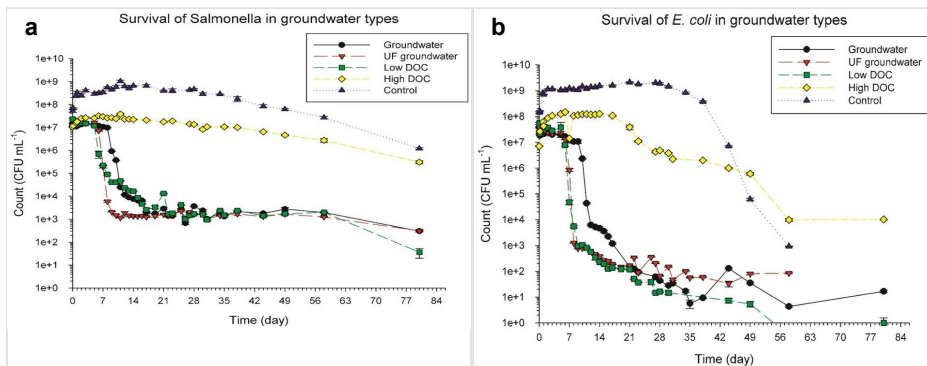 a
Survival of Salmonella in groundwater types
Groundwater
UF groundwater
Low DOC
High DOC
Control
Count (CFU mL⁻¹)
1e+10
1e+9
1e+8
1e+7
1e+6
1e+5
1e+4
1e+3
1e+2
1e+1
1e+0
0 7 14 21 28 35 42 49 56 63 70 77 84
Time (day)
b
Survival of E. coli in groundwater types
Groundwater
UF groundwater
Low DOC
High DOC
Control
Count (CFU mL⁻¹)
1e+10
1e+9
1e+8
1e+7
1e+6
1e+5
1e+4
1e+3
1e+2
1e+1
1e+0
0 7 14 21 28 35 42 49 56 63 70 77 84
Time (day)